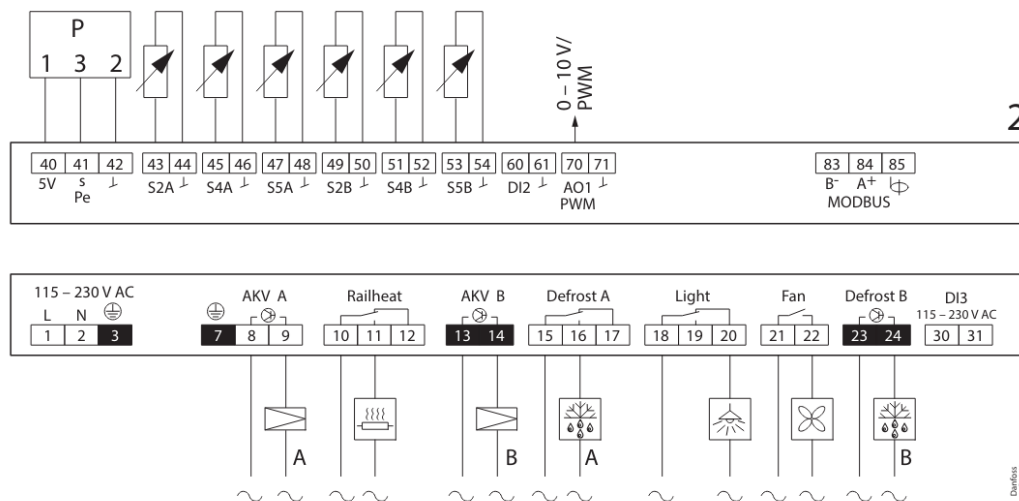 P
1 3 2
0 – 10 V/
PWM
2
40 41 42 43 44 45 46 47 48 49 50 51 52 53 54 60 61 70 71 83 84 85
5V s S2A S4A S5A S2B S4B S5B DI2 AO1 B- A+
Pe PWM MODBUS
115 – 230 V AC AKV A Railheat AKV B Defrost A Light Fan Defrost B DI3
L N 115 – 230 V AC
1 2 3 7 8 9 10 11 12 13 14 15 16 17 18 19 20 21 22 23 24 30 31
A B A B
Danfoss